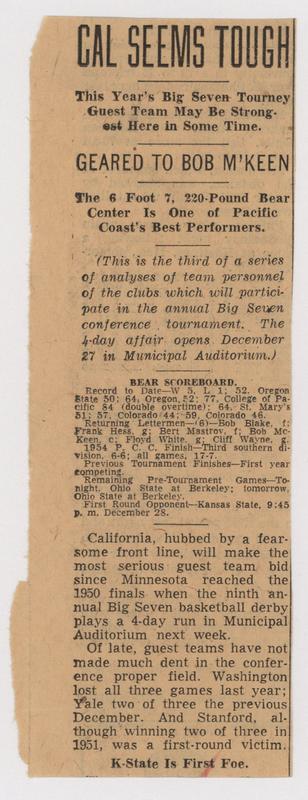 CAL SEEMS TOUGH
This Year's Big Seven Tourney
Guest Team May Be Strong-
est Here in Some Time.
GEARED TO BOB M'KEEN
The 6 Foot 7, 220-Pound Bear
Center Is One of Pacific
Coast's Best Performers.
(This is the third of a series
of analyses of team personnel
of the clubs which will partici-
pate in the annual Big Seven
conference tournament. The
4-day affair opens December
27 in Municipal Auditorium.)
BEAR SCOREBOARD.
Record to Date—W 5, L 1; 52, Oregon
State 50; 64, Oregon, 52; 77, College of Pa-
cific 84 (double overtime); 64, St. Mary's
51; 57, Colorado 44; 59, Colorado 46.
Returning Lettermen—(6)—Bob Blake, f;
Frank Hess, g; Bert Mastrov, f; Bob Mc-
Keen, c; Floyd White, g; Cliff Wayne, g.
1954 P. C. C. Finish—Third southern di-
vision, 6-6; all games, 17-7.
Previous Tournament Finishes—First year
competing.
Remaining Pre-Tournament Games—To-
night, Ohio State at Berkeley; tomorrow,
Ohio State at Berkeley.
First Round Opponent—Kansas State, 9:45
p. m. December 28.
California, hubbed by a fear-
some front line, will make the
most serious guest team bid
since Minnesota reached the
1950 finals when the ninth an-
nual Big Seven basketball derby
plays a 4-day run in Municipal
Auditorium next week.
Of late, guest teams have not
made much dent in the confer-
ence proper field. Washington
lost all three games last year;
Yale two of three the previous
December. And Stanford, al-
though winning two of three in
1951, was a first-round victim.
K-State Is First Foe.